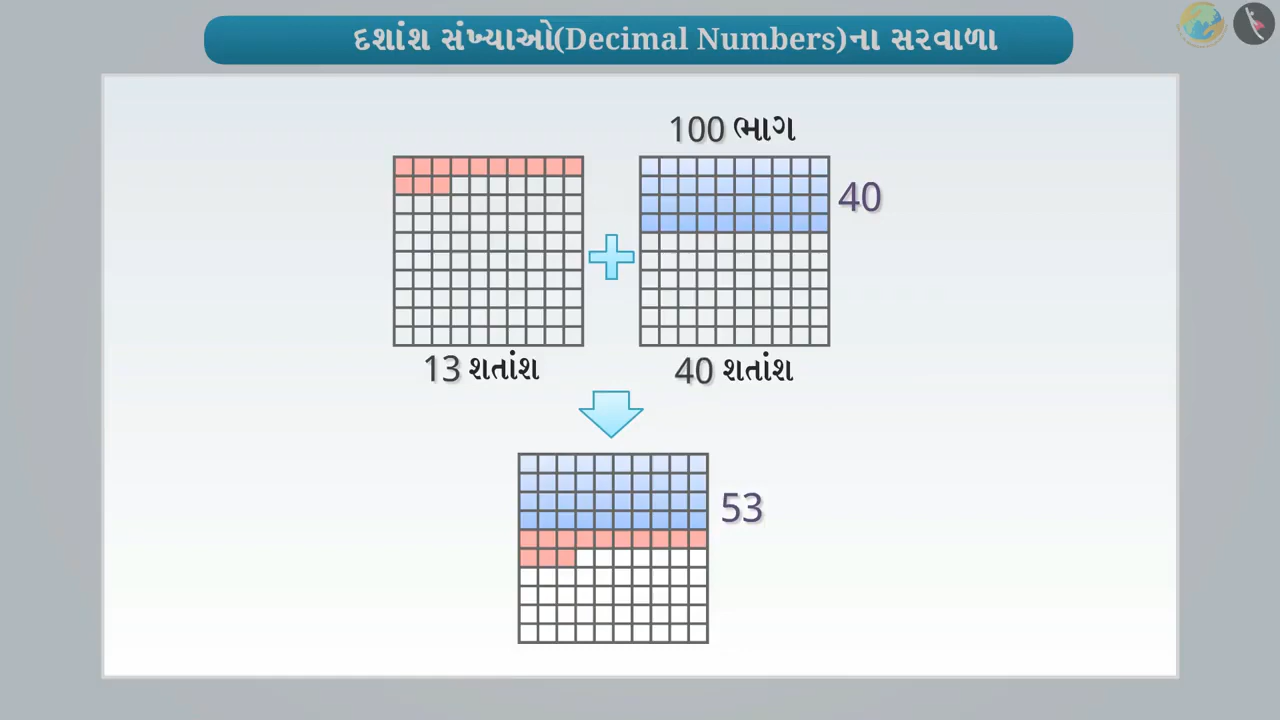 દશાંશ સંખ્યાઓ(Decimal Numbers)ના સરવાળા
100 ભાગ
40
13 શતાંશ
40 શતાંશ
53